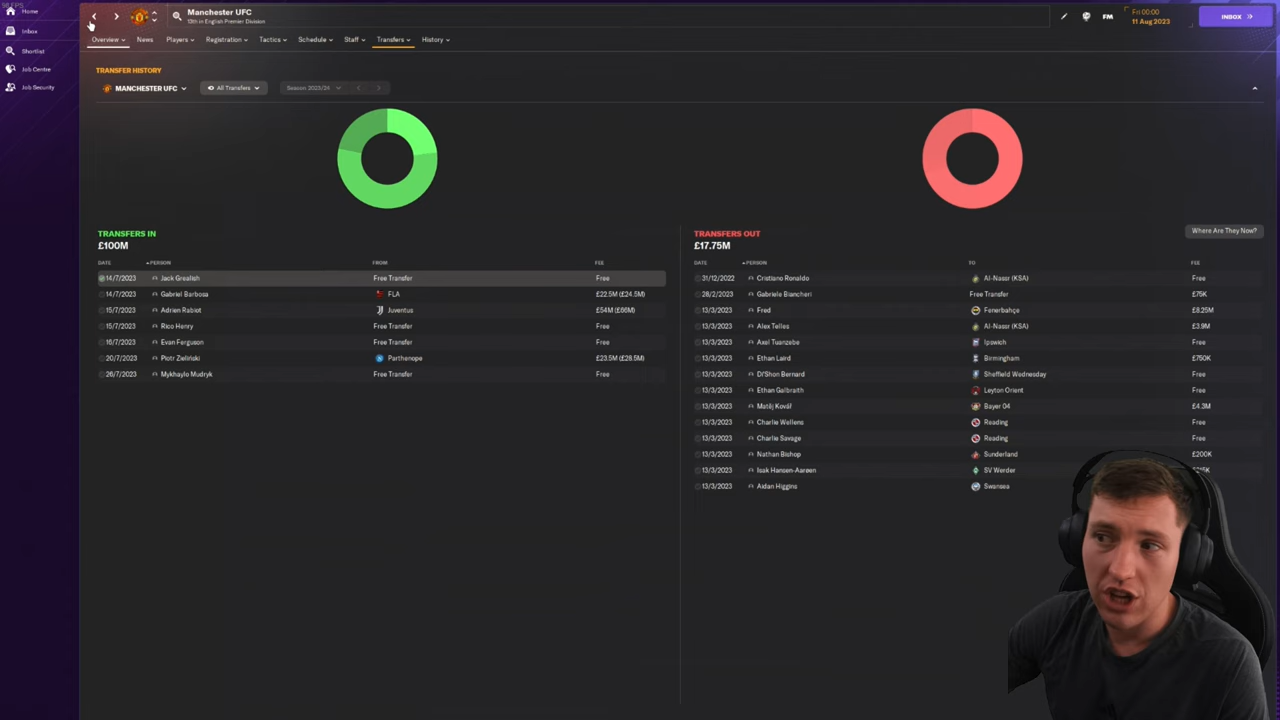 56 FPS
Home
Inbox
Shortlist
Job Centre
Job Security
Manchester UFC
13th in English Premier Division
FM
Fri 00:00
11 Aug 2023
INBOX
Overview
News
Players
Registration
Tactics
Schedule
Staff
Transfers
History
TRANSFER HISTORY
MANCHESTER UFC
All Transfers
Season 2023/24
TRANSFERS IN
£100M
DATE PERSON FROM FEE
14/7/2023 Jack Grealish Free Transfer Free
14/7/2023 Gabriel Barbosa FLA £22.5M (£24.5M)
15/7/2023 Adrien Rabiot Juventus £54M (£66M)
15/7/2023 Rico Henry Free Transfer Free
16/7/2023 Evan Ferguson Free Transfer Free
20/7/2023 Piotr Zieliński Parthenope £23.5M (£28.5M)
26/7/2023 Mykhaylo Mudryk Free Transfer Free
TRANSFERS OUT
£17.75M
Where Are They Now?
DATE PERSON TO FEE
31/12/2022 Cristiano Ronaldo Al-Nassr (KSA) Free
28/2/2023 Gabriele Biancheri Free Transfer £75K
13/3/2023 Fred Fenerbahçe £8.25M
13/3/2023 Alex Telles Al-Nassr (KSA) £3.9M
13/3/2023 Axel Tuanzebe Ipswich Free
13/3/2023 Ethan Laird Birmingham £750K
13/3/2023 Di'Shon Bernard Sheffield Wednesday Free
13/3/2023 Ethan Galbraith Leyton Orient Free
13/3/2023 Matěj Kovář Bayer 04 £4.3M
13/3/2023 Charlie Wellens Reading Free
13/3/2023 Charlie Savage Reading Free
13/3/2023 Nathan Bishop Sunderland £200K
13/3/2023 Isak Hansen-Aarøen SV Werder
13/3/2023 Aidan Higgins Swansea